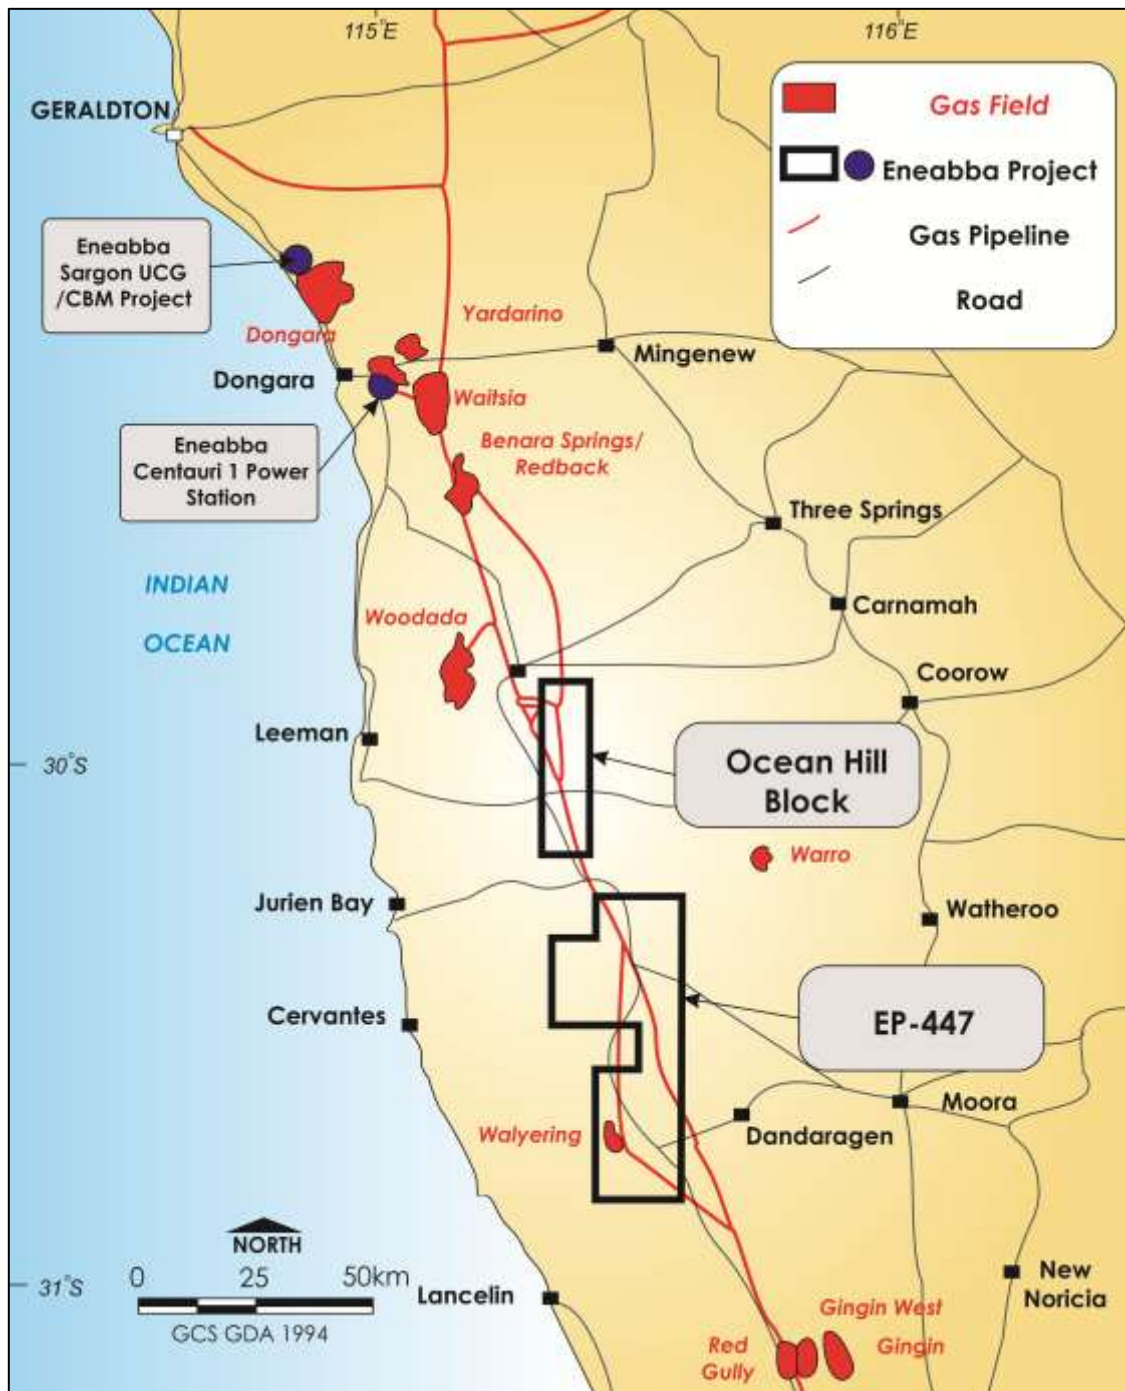 115°E
116°E
GERALDTON
Gas Field
Eneabba Project
Gas Pipeline
Road
Eneabba
Sargon UCG
/CBM Project
Dongara
Yardarino
Mingenew
Dongara
Waitsia
Eneabba
Centauri 1 Power
Station
Benara Springs/
Redback
Three Springs
INDIAN
OCEAN
Woodada
Carnamah
Coorow
Leeman
30°S
Ocean Hill
Block
Warro
Jurien Bay
Watheroo
Cervantes
EP-447
Moora
Walyering
Dandaragen
NORTH
0 25 50km
GCS GDA 1994
31°S
Lancelin
New
Noricia
Gingin West
Gingin
Red
Gully